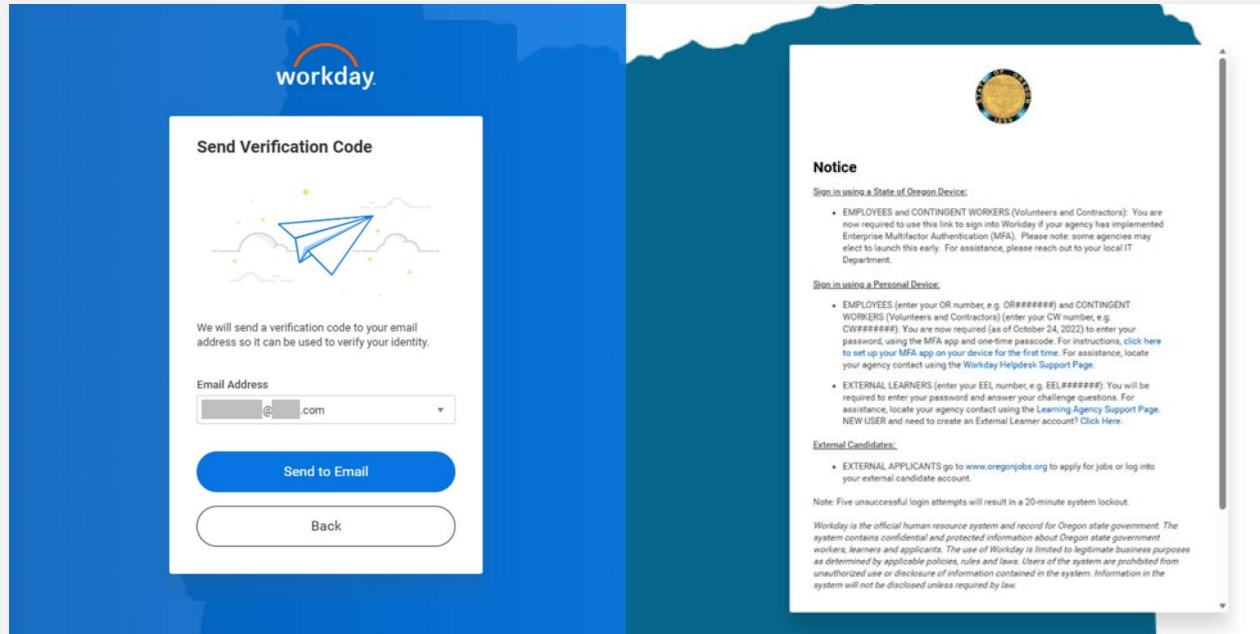 workday.
Send Verification Code
We will send a verification code to your email
address so it can be used to verify your identity.
Email Address
@ .com
Send to Email
Back
STATE OF OREGON
1859
Notice
Sign in using a State of Oregon Device:
• EMPLOYEES and CONTINGENT WORKERS (Volunteers and Contractors): You are
now required to use this link to sign into Workday if your agency has implemented
Enterprise Multifactor Authentication (MFA). Please note: some agencies may
elect to launch this early. For assistance, please reach out to your local IT
Department.
Sign in using a Personal Device:
• EMPLOYEES (enter your OR number, e.g. OR#######) and CONTINGENT
WORKERS (Volunteers and Contractors) (enter your CW number, e.g.
CW#######). You are now required (as of October 24, 2022) to enter your
password, using the MFA app and one-time passcode. For instructions, click here
to set up your MFA app on your device for the first time. For assistance, locate
your agency contact using the Workday Helpdesk Support Page.
• EXTERNAL LEARNERS (enter your EEL number, e.g. EEL#######): You will be
required to enter your password and answer your challenge questions. For
assistance, locate your agency contact using the Learning Agency Support Page.
NEW USER and need to create an External Learner account? Click Here.
External Candidates:
• EXTERNAL APPLICANTS go to www.oregonjobs.org to apply for jobs or log into
your external candidate account.
Note: Five unsuccessful login attempts will result in a 20-minute system lockout.
Workday is the official human resource system and record for Oregon state government. The
system contains confidential and protected information about Oregon state government
workers, learners and applicants. The use of Workday is limited to legitimate business purposes
as determined by applicable policies, rules and laws. Users of the system are prohibited from
unauthorized use or disclosure of information contained in the system. Information in the
system will not be disclosed unless required by law.